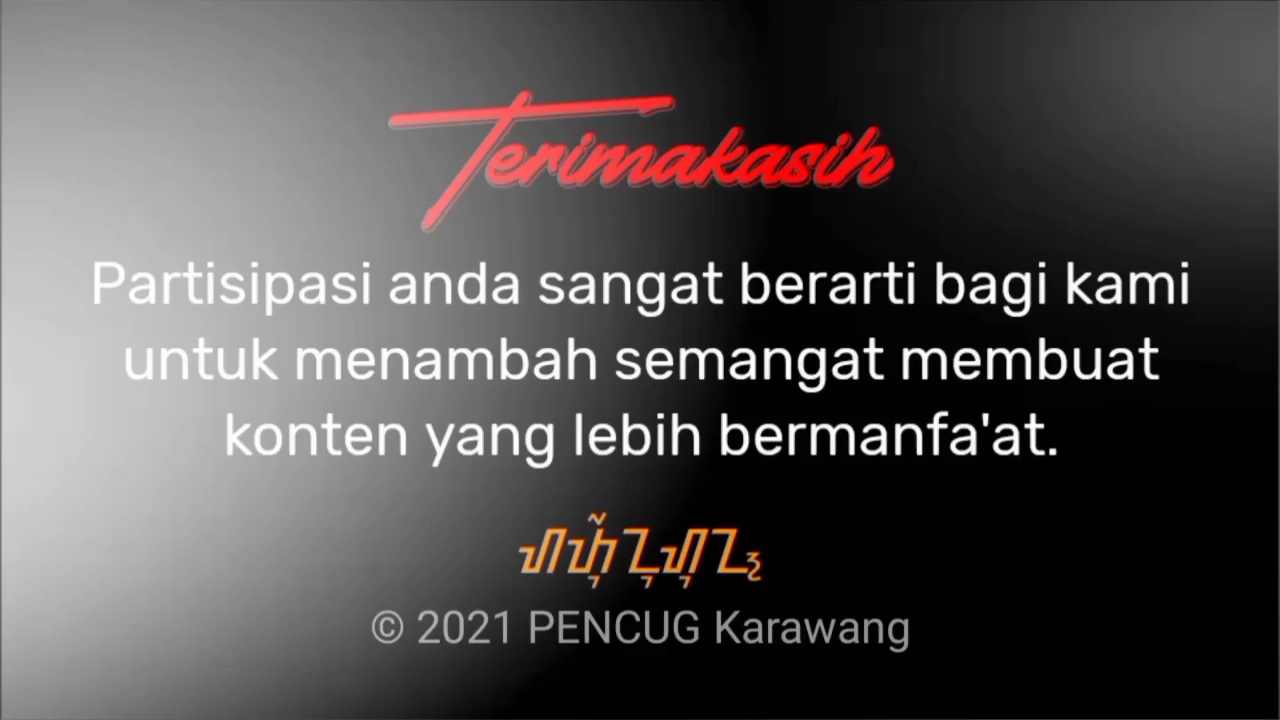 Terimakasih
Partisipasi anda sangat berarti bagi kami
untuk menambah semangat membuat
konten yang lebih bermanfa'at.
ᮠᮒᮥᮁ ᮔᮥᮠᮥᮔ᮪
© 2021 PENCUG Karawang